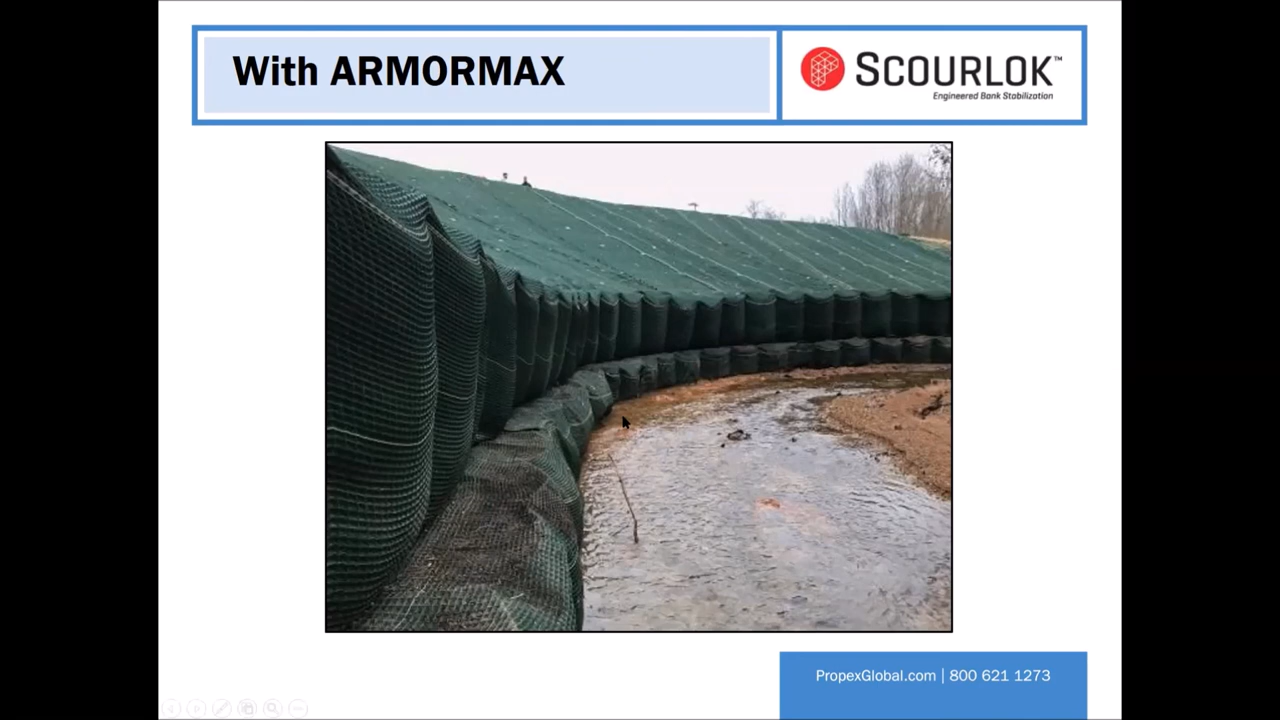 With ARMORMAX
SCOURLOK™
Engineered Bank Stabilization
PropexGlobal.com | 800 621 1273